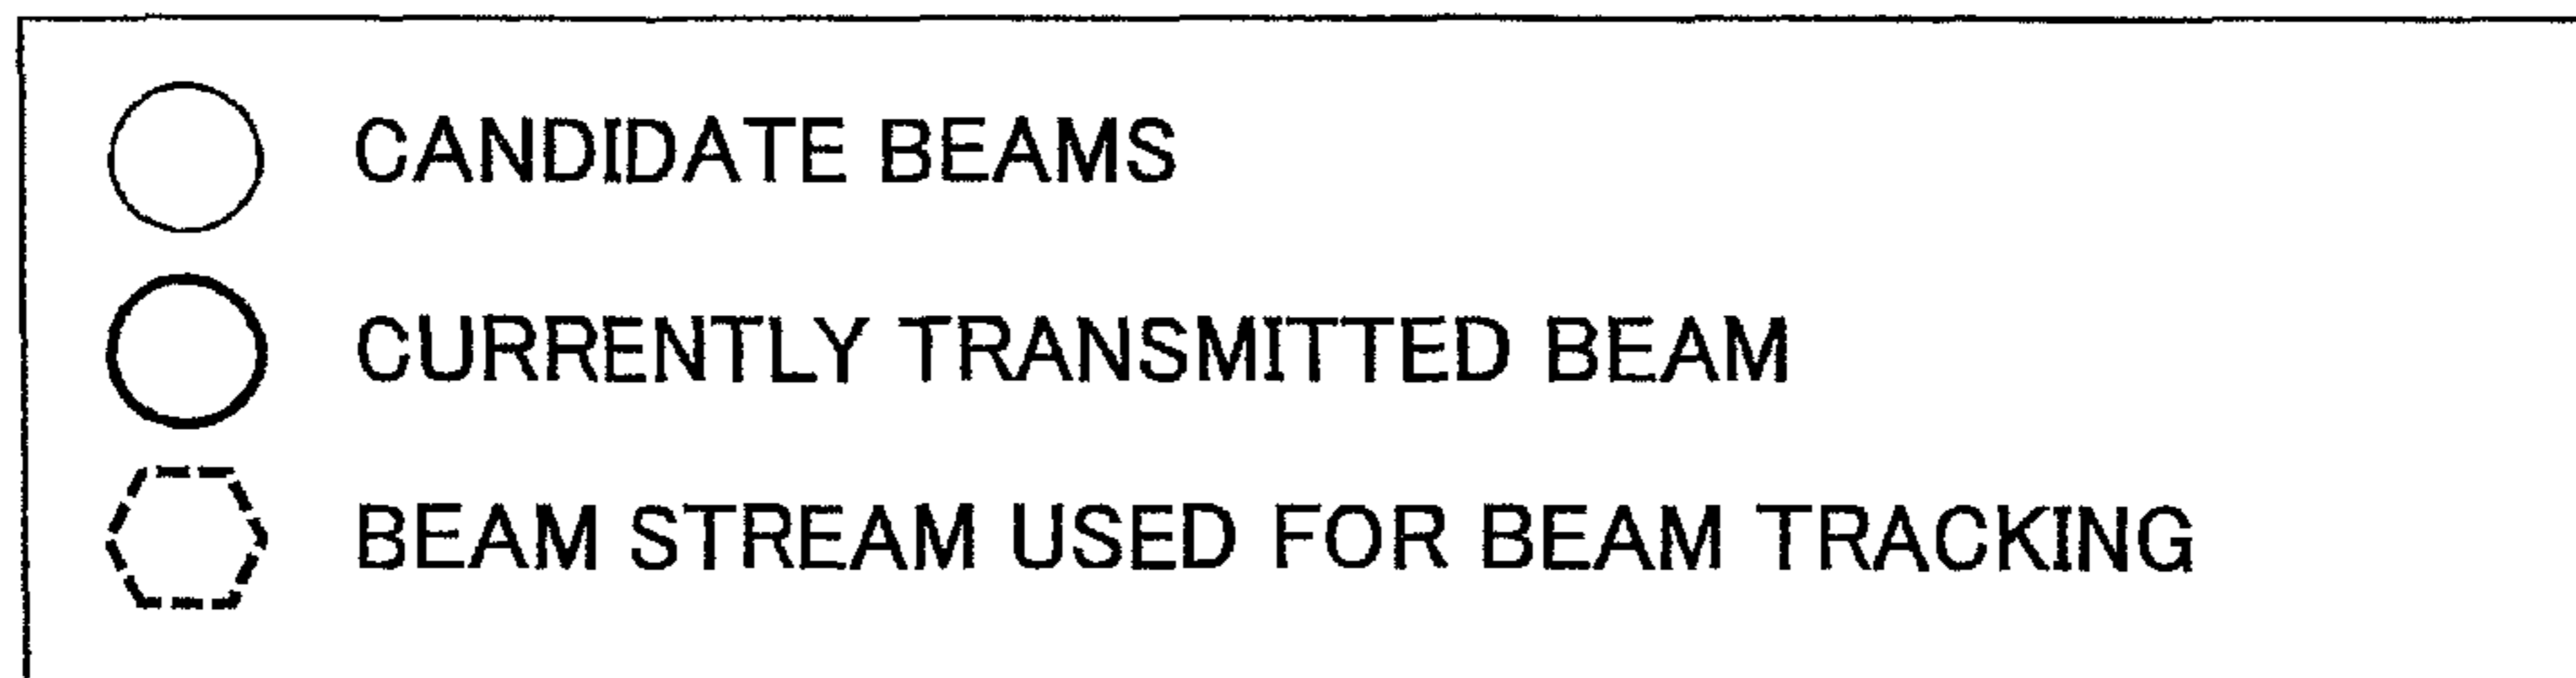 CANDIDATE BEAMS
CURRENTLY TRANSMITTED BEAM
BEAM STREAM USED FOR BEAM TRACKING